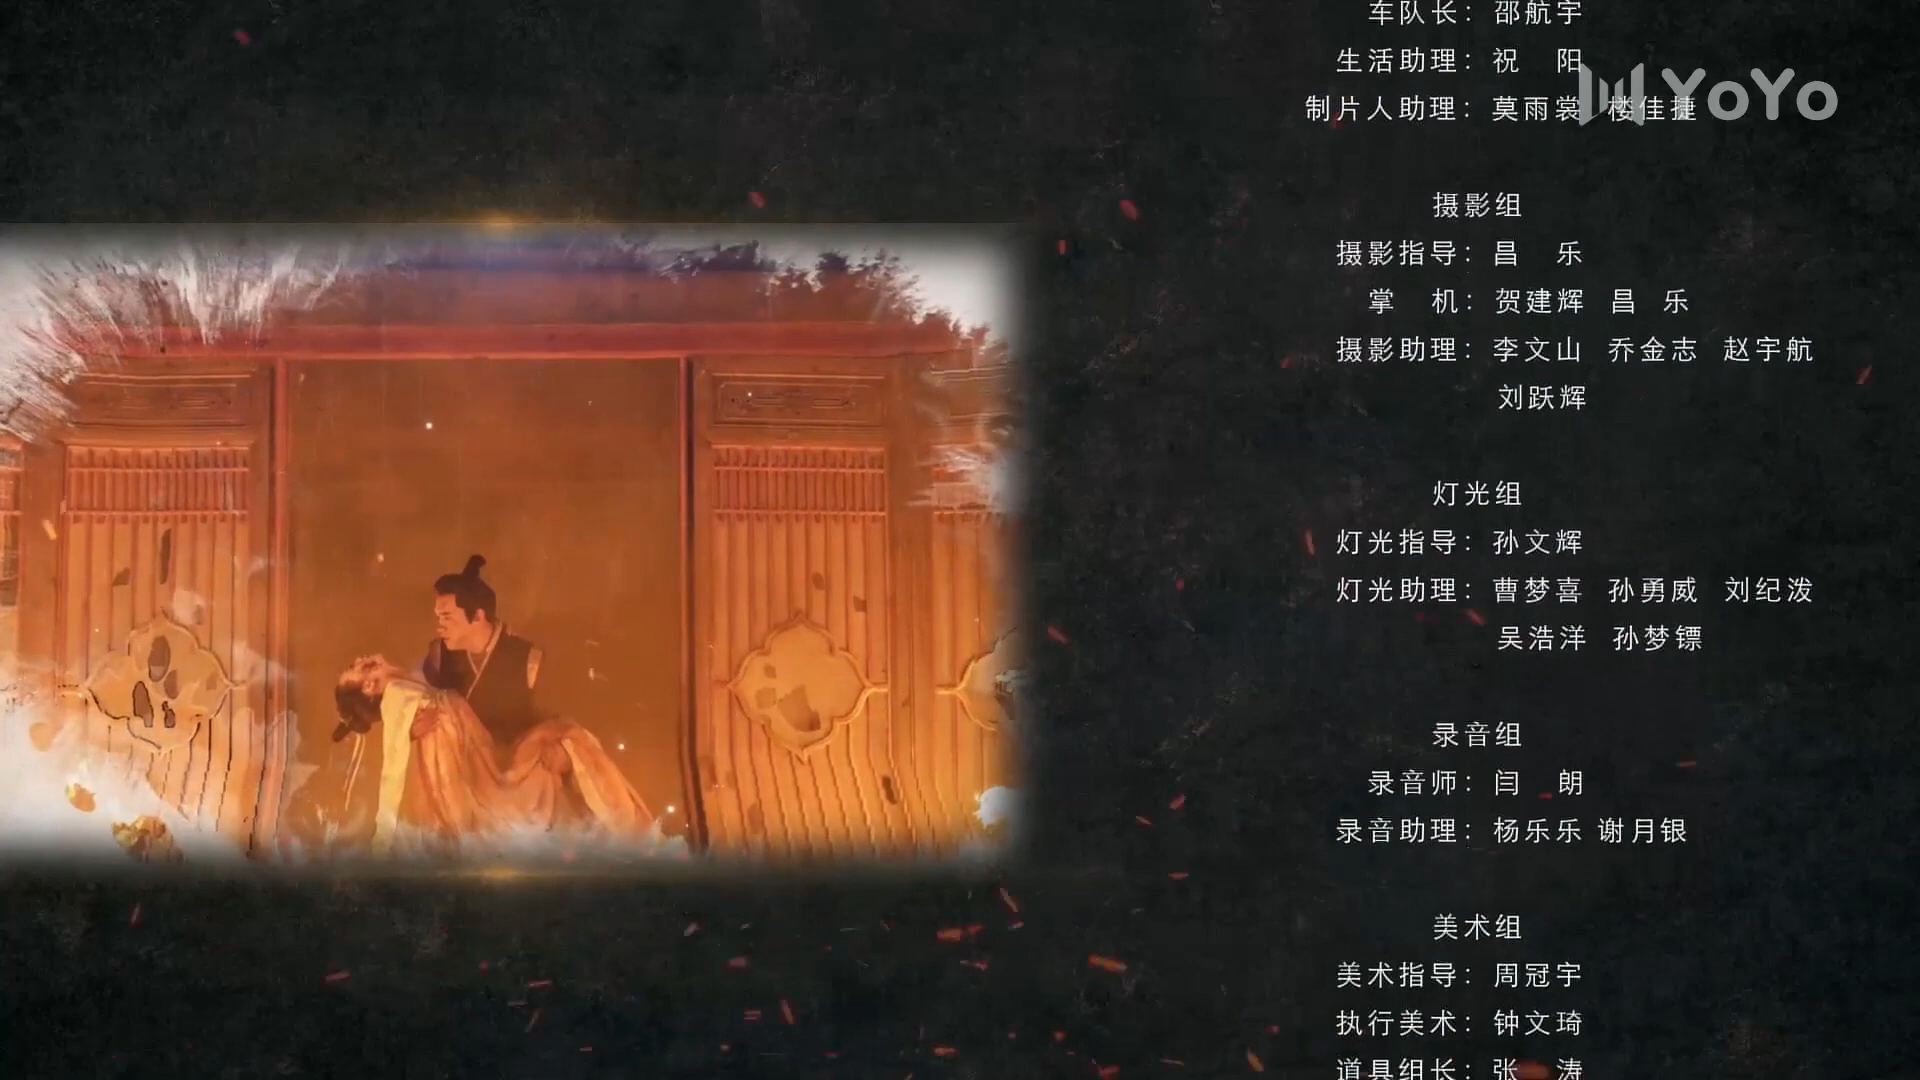 车队长：邵航宇
生活助理：祝 阳
制片人助理：莫雨裳 楼佳捷
YoYo
摄影组
摄影指导：昌 乐
掌 机：贺建辉 昌 乐
摄影助理：李文山 乔金志 赵宇航
刘跃辉
灯光组
灯光指导：孙文辉
灯光助理：曹梦喜 孙勇威 刘纪泼
吴浩洋 孙梦镖
录音组
录音师：闫 朗
录音助理：杨乐乐 谢月银
美术组
美术指导：周冠宇
执行美术：钟文琦
道具组长：张 涛